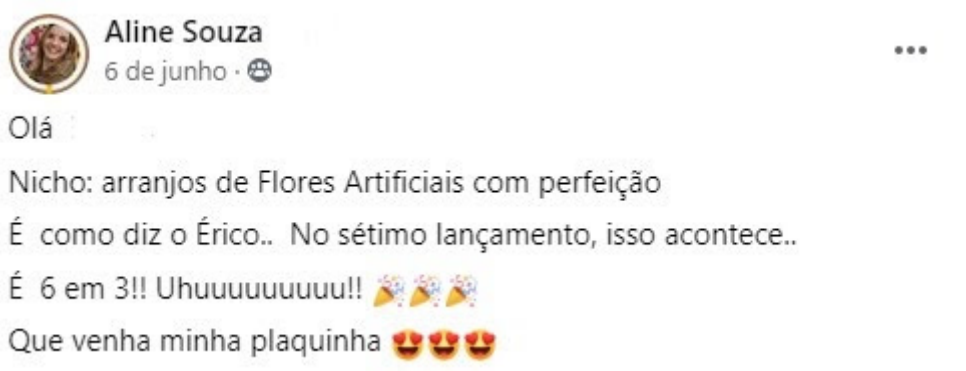 Aline Souza
6 de junho ·
Olá
Nicho: arranjos de Flores Artificiais com perfeição
É como diz o Érico.. No sétimo lançamento, isso acontece..
É 6 em 3!! Uhuuuuuuuuu!! 🎉🎉🎉
Que venha minha plaquinha 😍😍😍